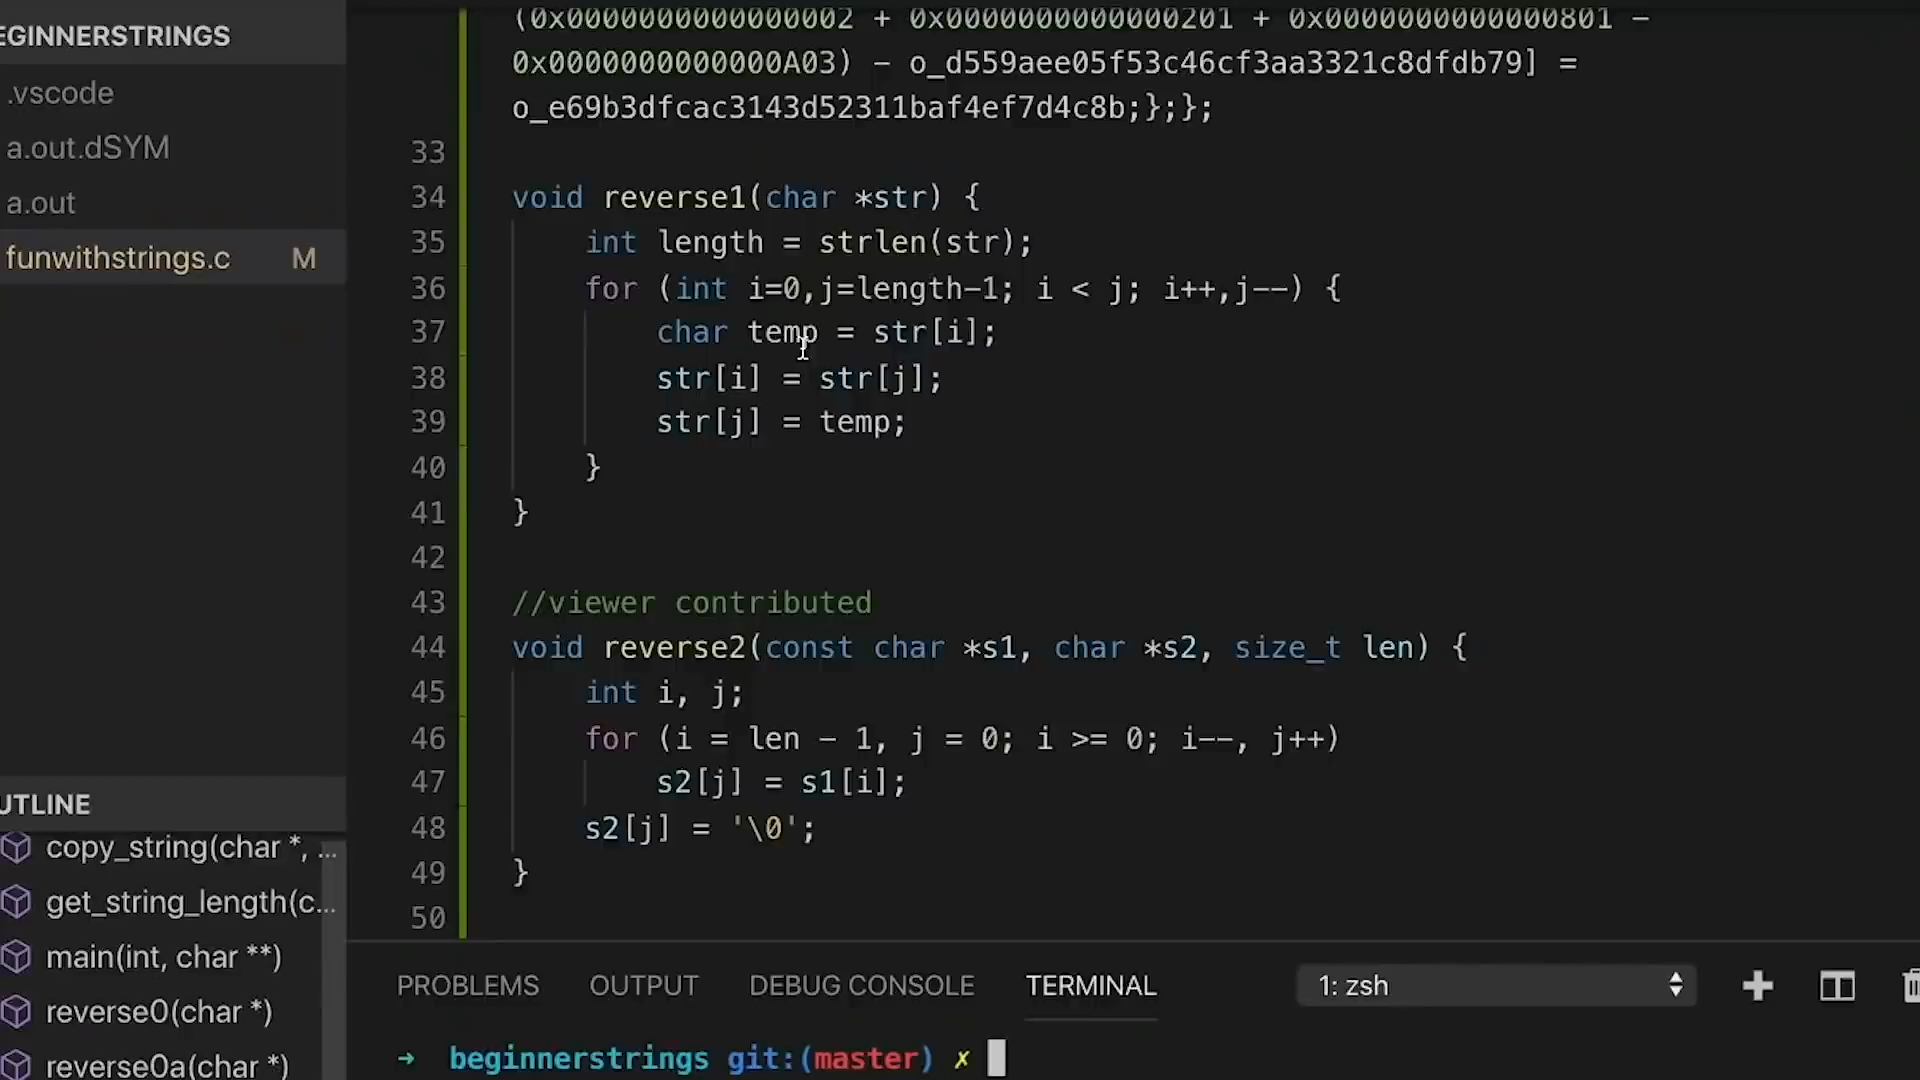 EGINNERSTRINGS
.vscode
a.out.dSYM
a.out
funwithstrings.c M
UTLINE
copy_string(char *, ...
get_string_length(c...
main(int, char **)
reverse0(char *)
reverse0a(char *)
(0x0000000000000002 + 0x0000000000000201 + 0x0000000000000801 -
0x0000000000000A03) - o_d559aee05f53c46cf3aa3321c8dfdb79] =
o_e69b3dfcac3143d52311baf4ef7d4c8b;};};
33
34 void reverse1(char *str) {
35 int length = strlen(str);
36 for (int i=0,j=length-1; i < j; i++,j--) {
37 char temp = str[i];
38 str[i] = str[j];
39 str[j] = temp;
40 }
41 }
42
43 //viewer contributed
44 void reverse2(const char *s1, char *s2, size_t len) {
45 int i, j;
46 for (i = len - 1, j = 0; i >= 0; i--, j++)
47 s2[j] = s1[i];
48 s2[j] = '\0';
49 }
50
PROBLEMS OUTPUT DEBUG CONSOLE TERMINAL 1: zsh
→ beginnerstrings git:(master) ✗